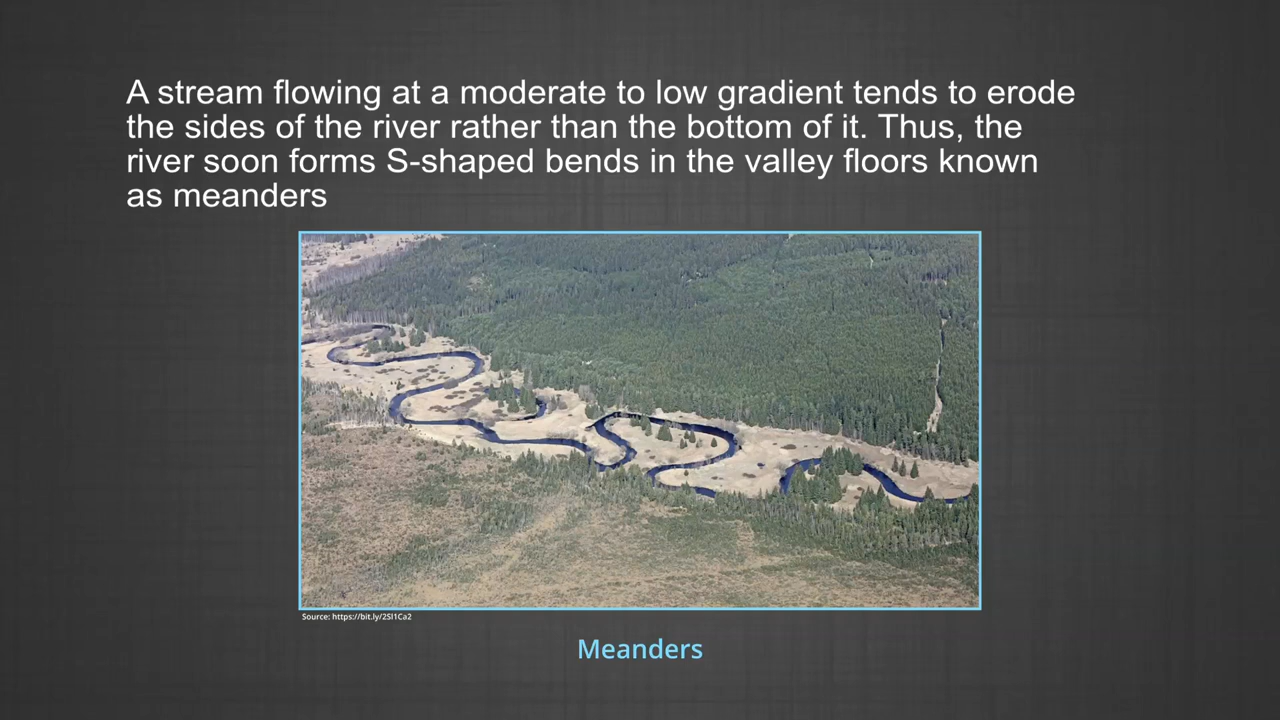 A stream flowing at a moderate to low gradient tends to erode
the sides of the river rather than the bottom of it. Thus, the
river soon forms S-shaped bends in the valley floors known
as meanders
Source: https://bit.ly/2Sl1Ca2
Meanders